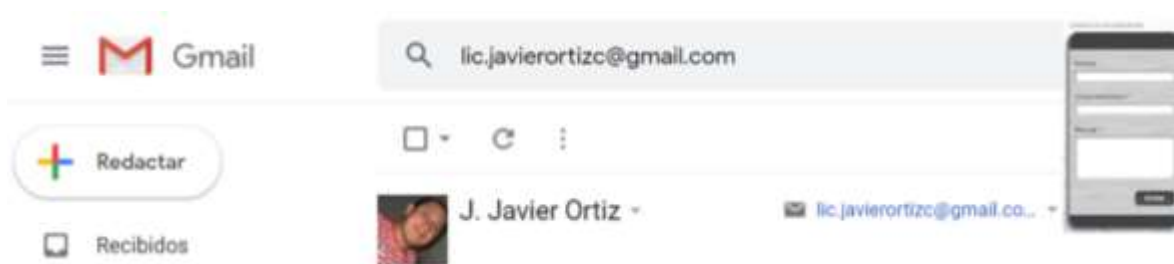 Gmail
lic.javierortizc@gmail.com
Redactar
J. Javier Ortiz
lic.javierortizc@gmail.co...
Recibidos